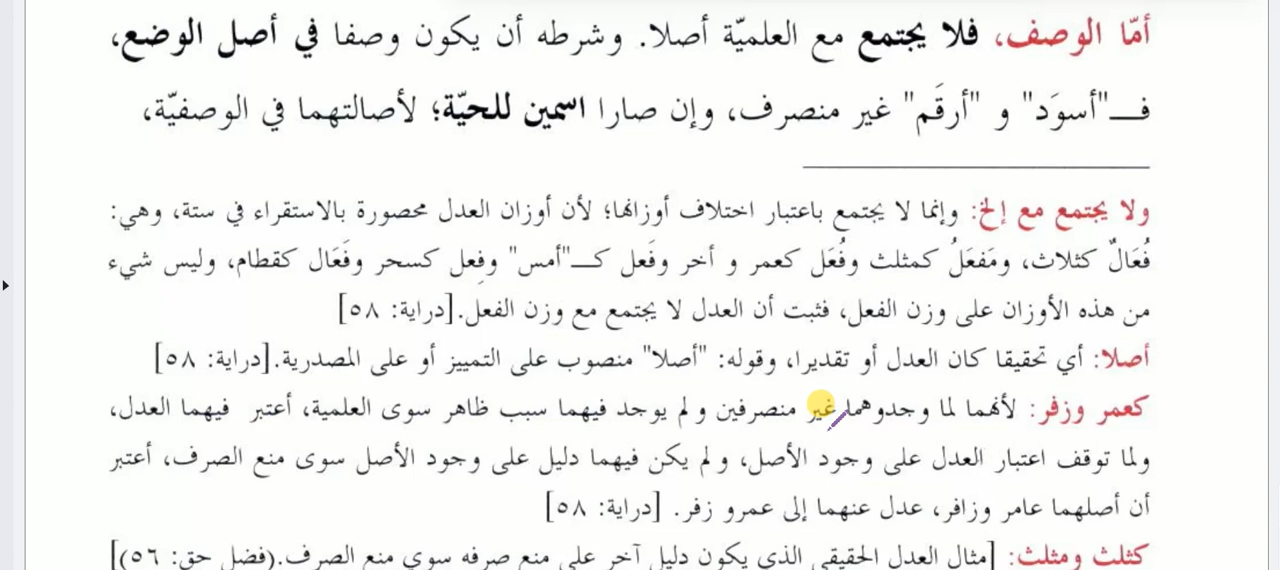 أمّا الوصف، فلا يجتمع مع العلميّة أصلا. وشرطه أن يكون وصفا في أصل الوضع،
فــ"أسوَد" و "أرقَم" غير منصرف، وإن صارا اسمين للحيّة؛ لأصالتهما في الوصفيّة،
ولا يجتمع مع إلخ: وإنما لا يجتمع باعتبار اختلاف أوزانها؛ لأن أوزان العدل محصورة بالاستقراء في ستة، وهي:
فُعَالٌ كثلاث، ومَفعَلُ كمثلث وفُعَل كعمر و أخر وفَعل كــ"أمس" وفِعل كسحر وفَعَال كقطام، وليس شيء
من هذه الأوزان على وزن الفعل، فثبت أن العدل لا يجتمع مع وزن الفعل.[دراية: ٥٨]
أصلا: أي تحقيقا كان العدل أو تقديرا، وقوله: "أصلا" منصوب على التمييز أو على المصدرية.[دراية: ٥٨]
كعمر وزفر: لأنهما لما وجدوهما غير منصرفين و لم يوجد فيهما سبب ظاهر سوى العلمية، أعتبر فيهما العدل،
ولما توقف اعتبار العدل على وجود الأصل، ولم يكن فيهما دليل على وجود الأصل سوى منع الصرف، أعتبر
أن أصلهما عامر وزافر، عدل عنهما إلى عمرو زفر. [دراية: ٥٨]
كثلث ومثلث: [مثال العدل الحقيقي الذي يكون دليل آخر على منع صرفه سوى منع الصرف.(فضل حق: ٥٦)]